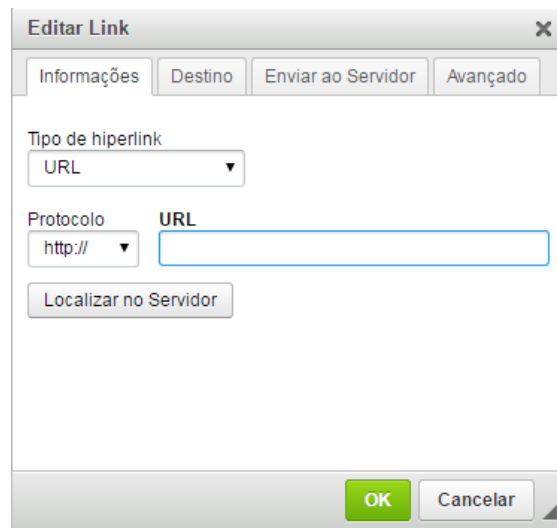 Editar Link
Informações Destino Enviar ao Servidor Avançado
Tipo de hiperlink
URL
Protocolo URL
http://
Localizar no Servidor
OK Cancelar